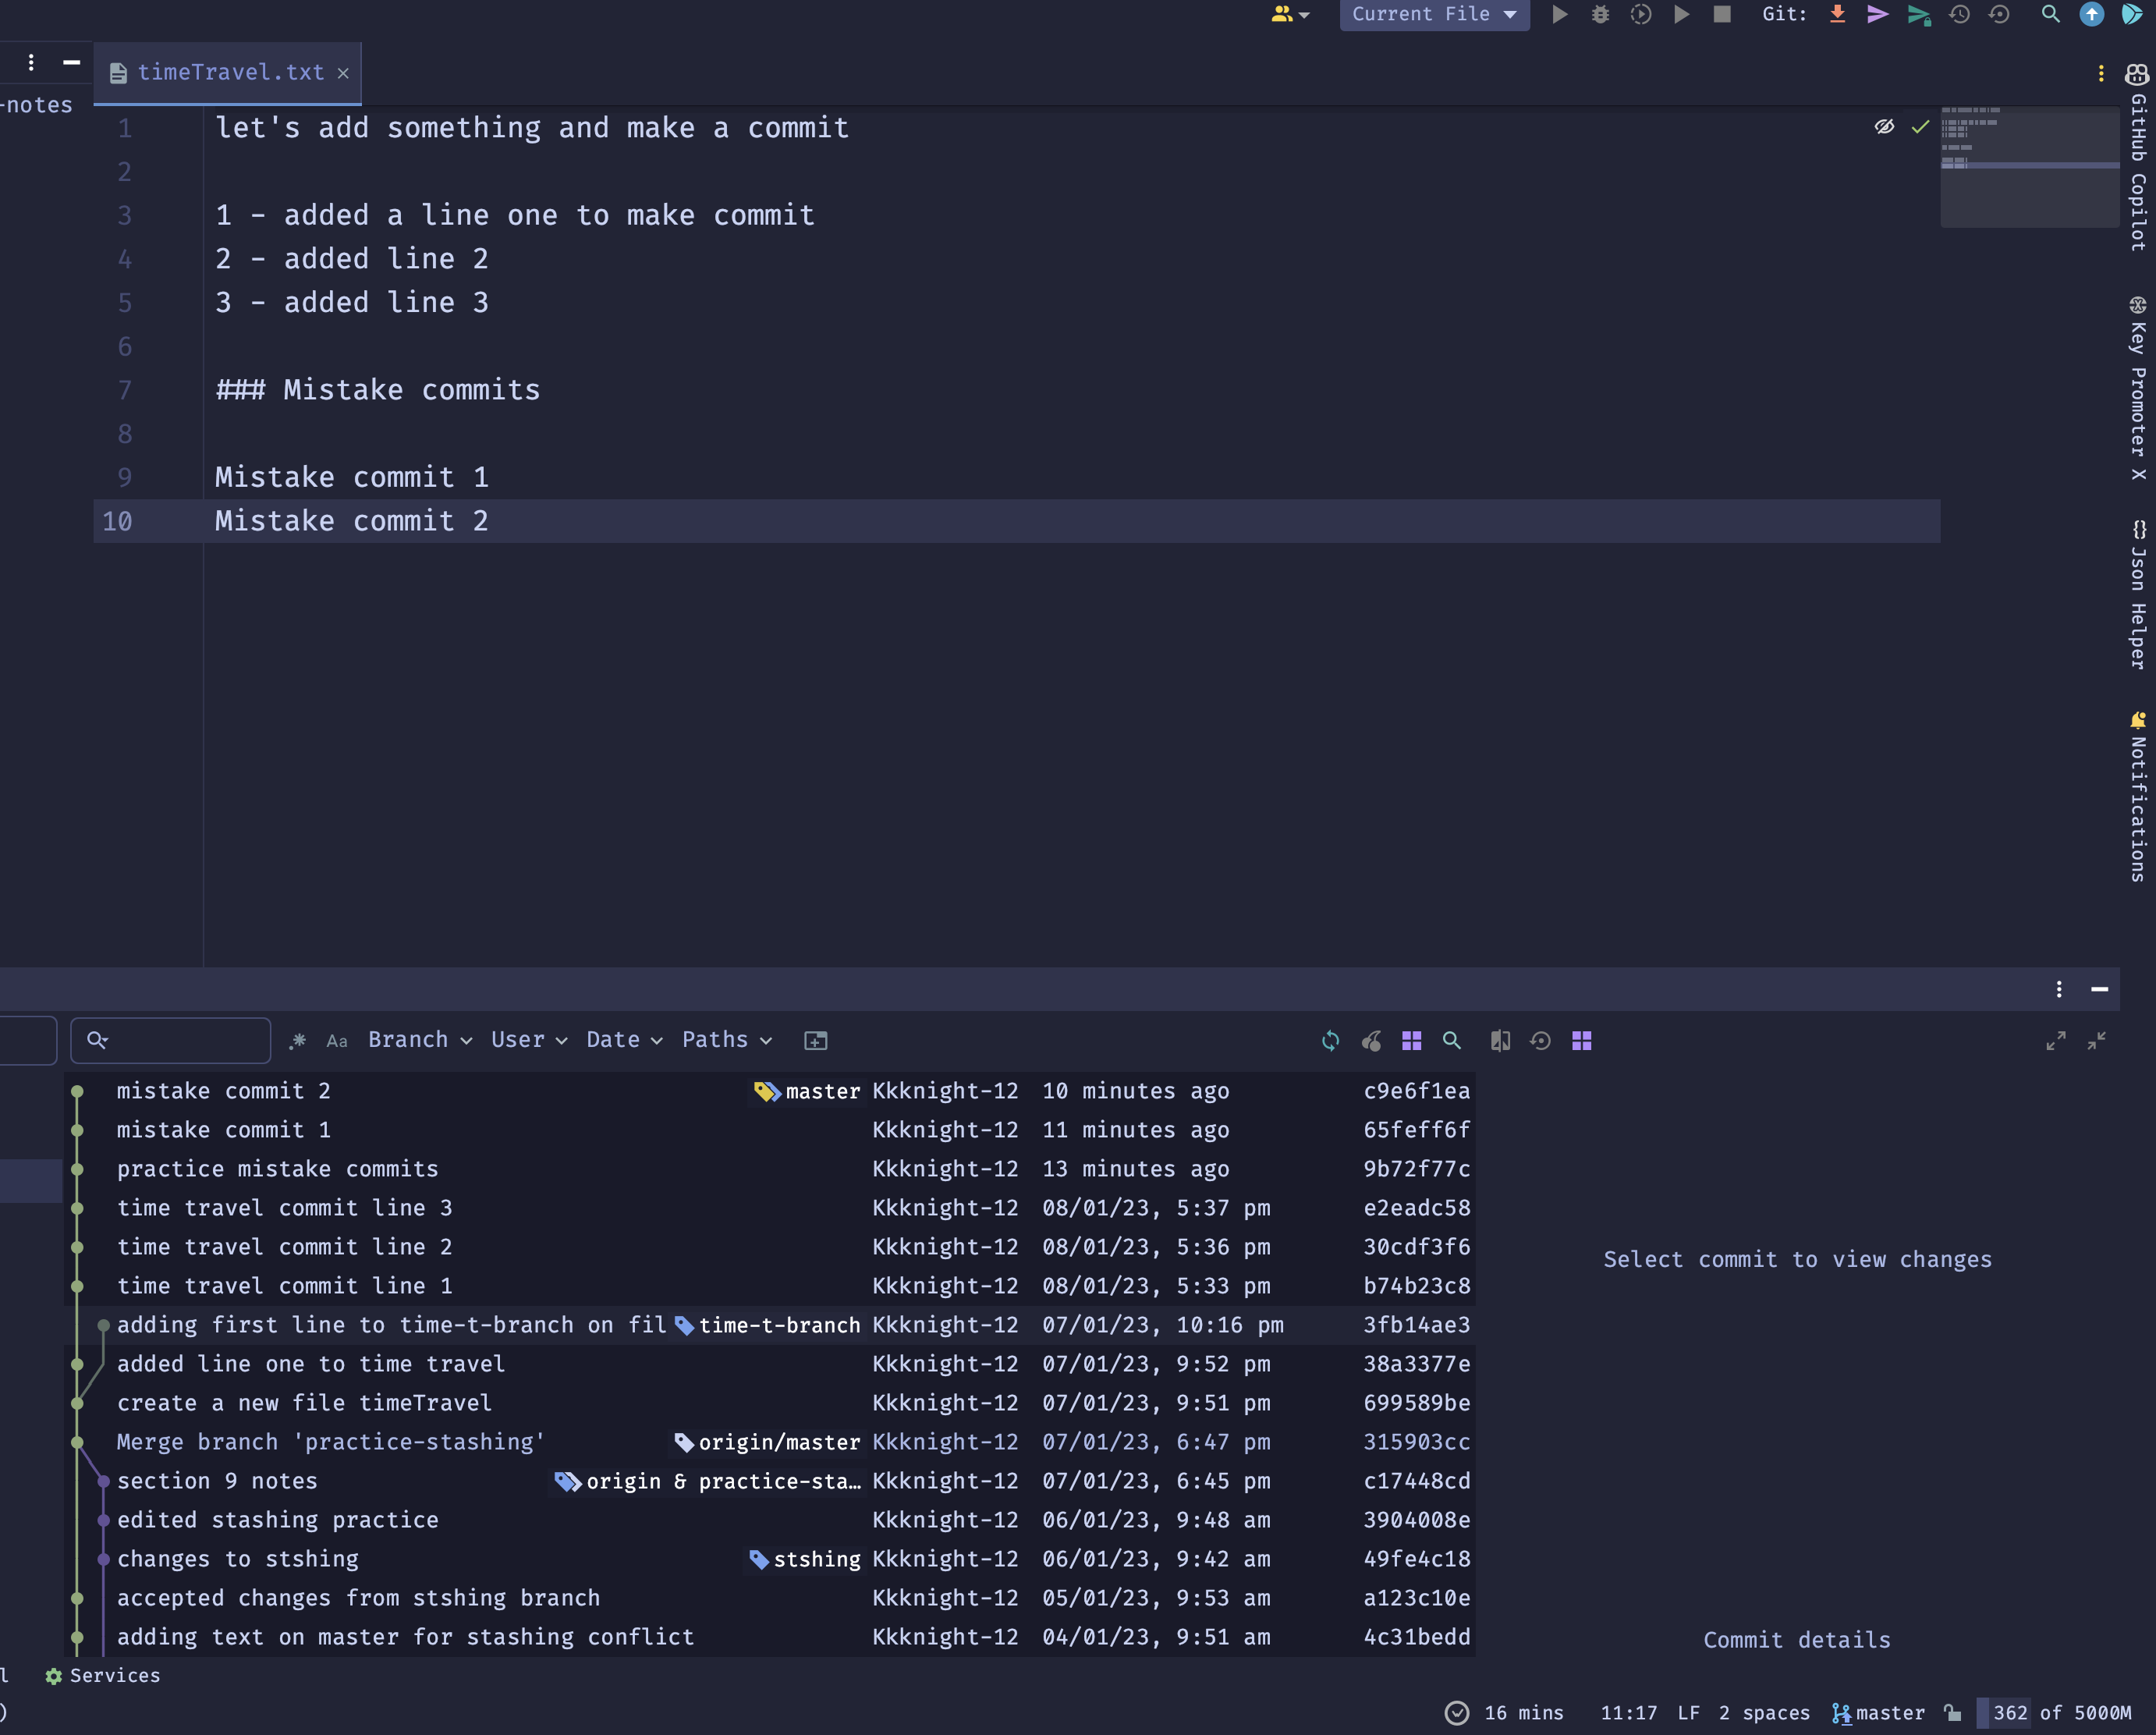 Current File
Git:
timeTravel.txt
-notes
1 let's add something and make a commit
2
3 1 - added a line one to make commit
4 2 - added line 2
5 3 - added line 3
6
7 ### Mistake commits
8
9 Mistake commit 1
10 Mistake commit 2
GitHub Copilot
Key Promoter X
{} Json Helper
Notifications
.* Aa Branch User Date Paths
mistake commit 2 master Kkknight-12 10 minutes ago c9e6f1ea
mistake commit 1 Kkknight-12 11 minutes ago 65feff6f
practice mistake commits Kkknight-12 13 minutes ago 9b72f77c
time travel commit line 3 Kkknight-12 08/01/23, 5:37 pm e2eadc58
time travel commit line 2 Kkknight-12 08/01/23, 5:36 pm 30cdf3f6
time travel commit line 1 Kkknight-12 08/01/23, 5:33 pm b74b23c8
adding first line to time-t-branch on fil time-t-branch Kkknight-12 07/01/23, 10:16 pm 3fb14ae3
added line one to time travel Kkknight-12 07/01/23, 9:52 pm 38a3377e
create a new file timeTravel Kkknight-12 07/01/23, 9:51 pm 699589be
Merge branch 'practice-stashing' origin/master Kkknight-12 07/01/23, 6:47 pm 315903cc
section 9 notes origin & practice-sta… Kkknight-12 07/01/23, 6:45 pm c17448cd
edited stashing practice Kkknight-12 06/01/23, 9:48 am 3904008e
changes to stshing stshing Kkknight-12 06/01/23, 9:42 am 49fe4c18
accepted changes from stshing branch Kkknight-12 05/01/23, 9:53 am a123c10e
adding text on master for stashing conflict Kkknight-12 04/01/23, 9:51 am 4c31bedd
Select commit to view changes
Commit details
l Services
) 16 mins 11:17 LF 2 spaces master 362 of 5000M